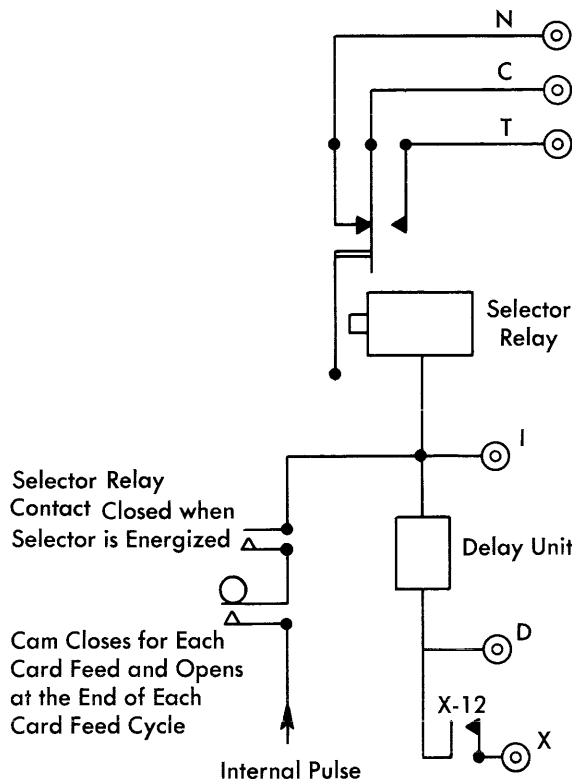 N
C
T
Selector
Relay
I
Selector Relay
Contact Closed when
Selector is Energized
Delay Unit
Cam Closes for Each
Card Feed and Opens
at the End of Each
Card Feed Cycle
D
X-12
X
Internal Pulse